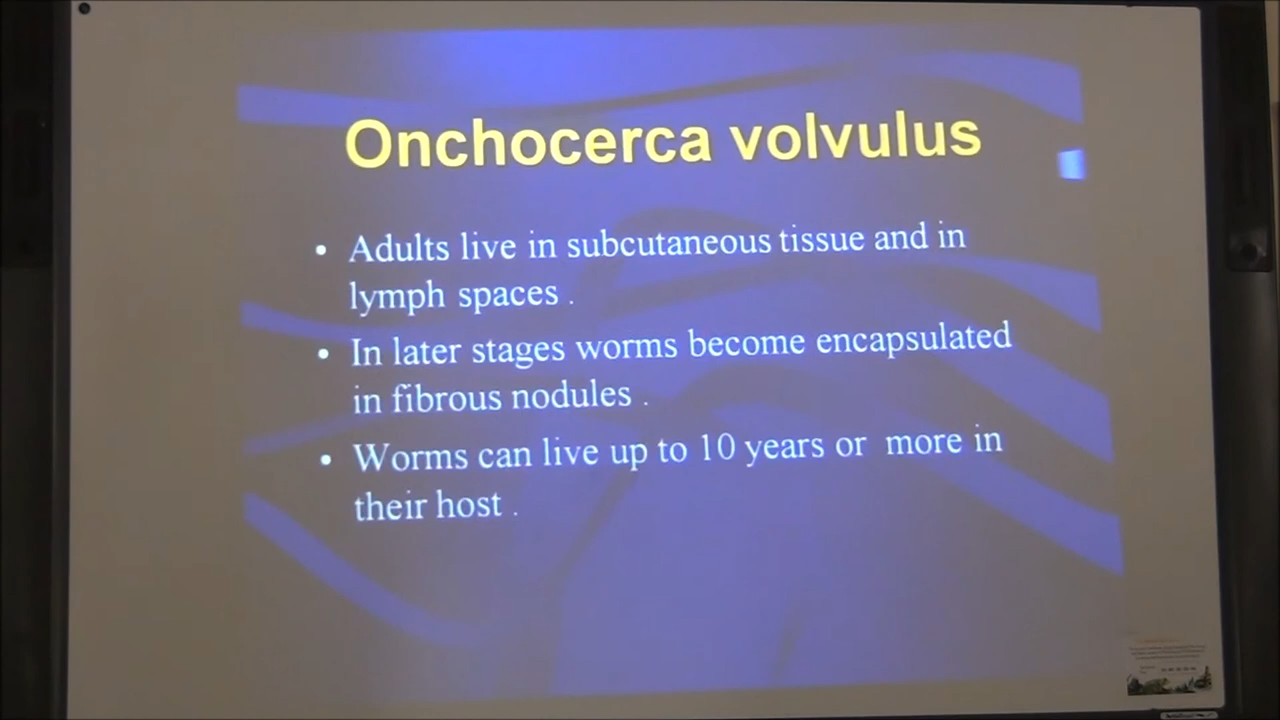 Onchocerca volvulus
• Adults live in subcutaneous tissue and in
lymph spaces .
• In later stages worms become encapsulated
in fibrous nodules .
• Worms can live up to 10 years or more in
their host .